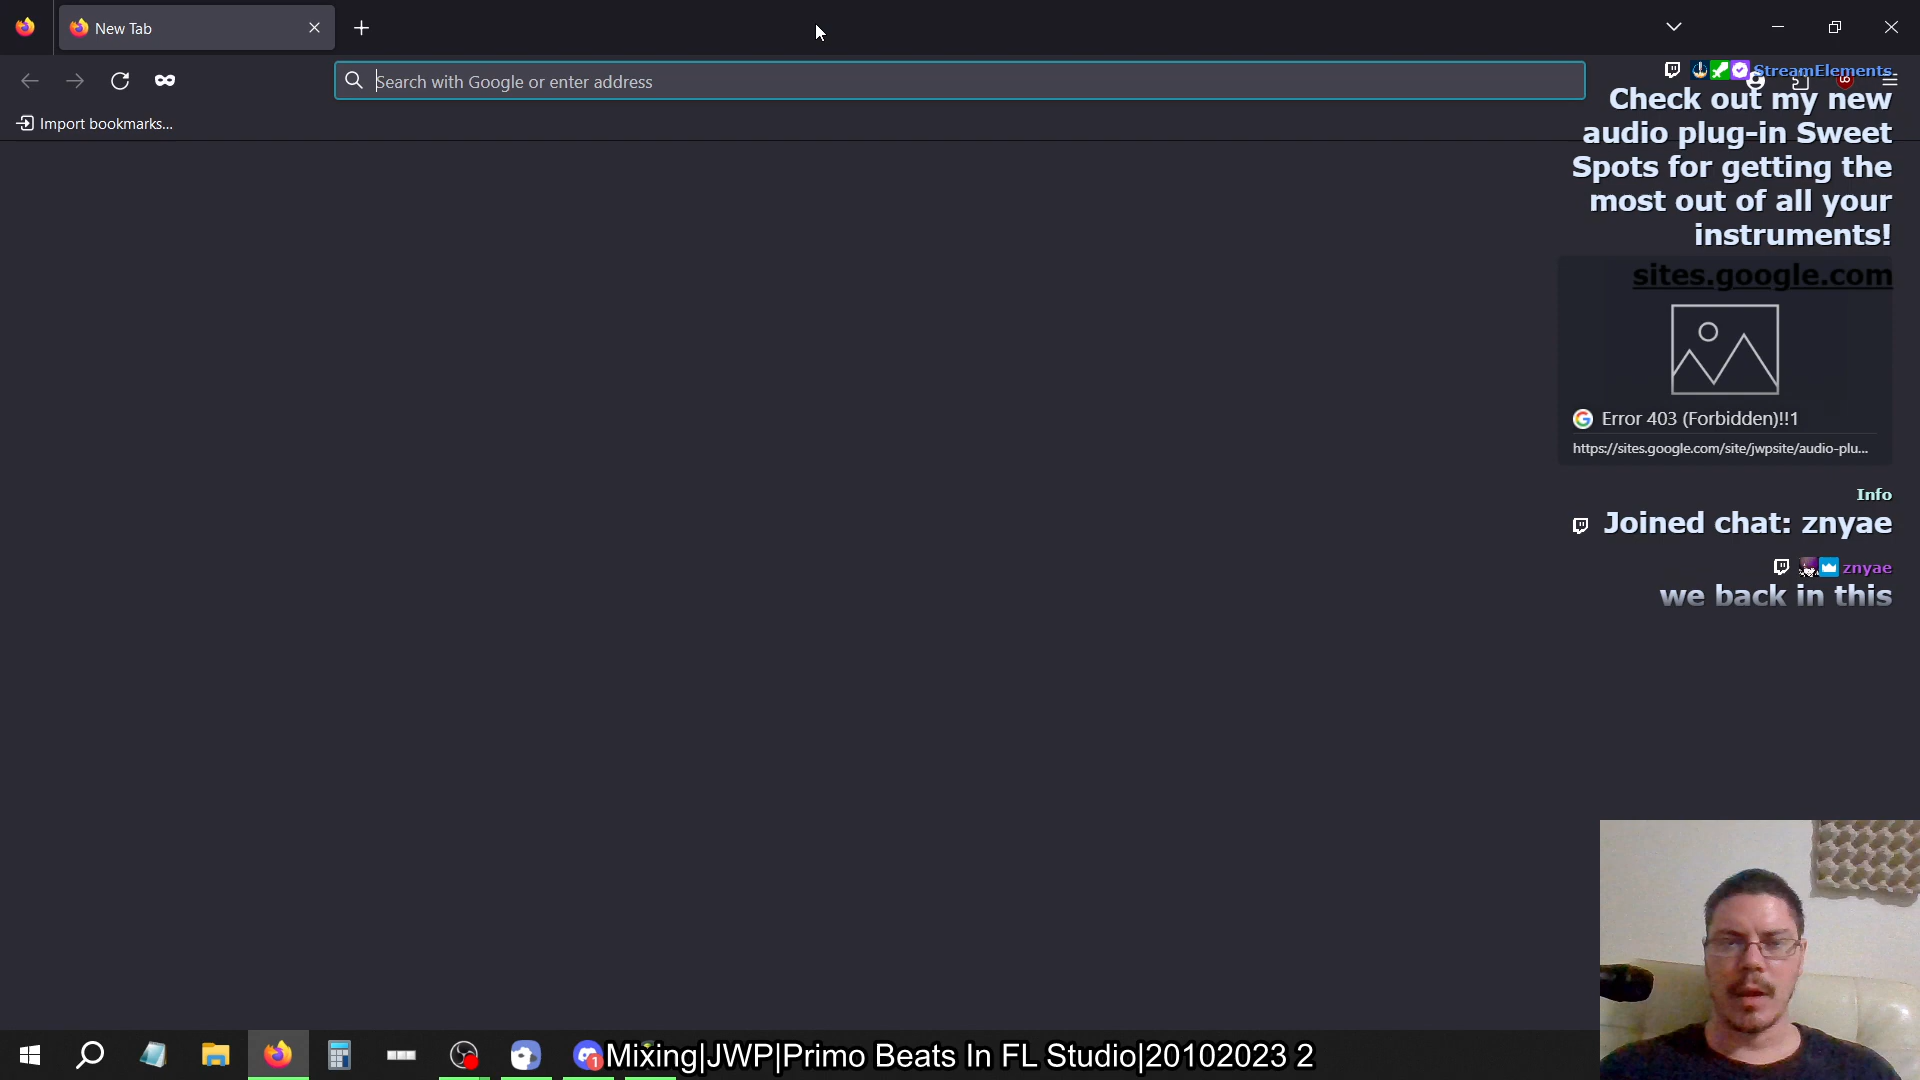 New Tab
Search with Google or enter address
Import bookmarks...
StreamElements
Check out my new
audio plug-in Sweet
Spots for getting the
most out of all your
instruments!
sites.google.com
Error 403 (Forbidden)!!1
https://sites.google.com/site/jwpsite/audio-plu...
Info
Joined chat: znyae
znyae
we back in this
1
Mixing|JWP|Primo Beats In FL Studio|20102023 2